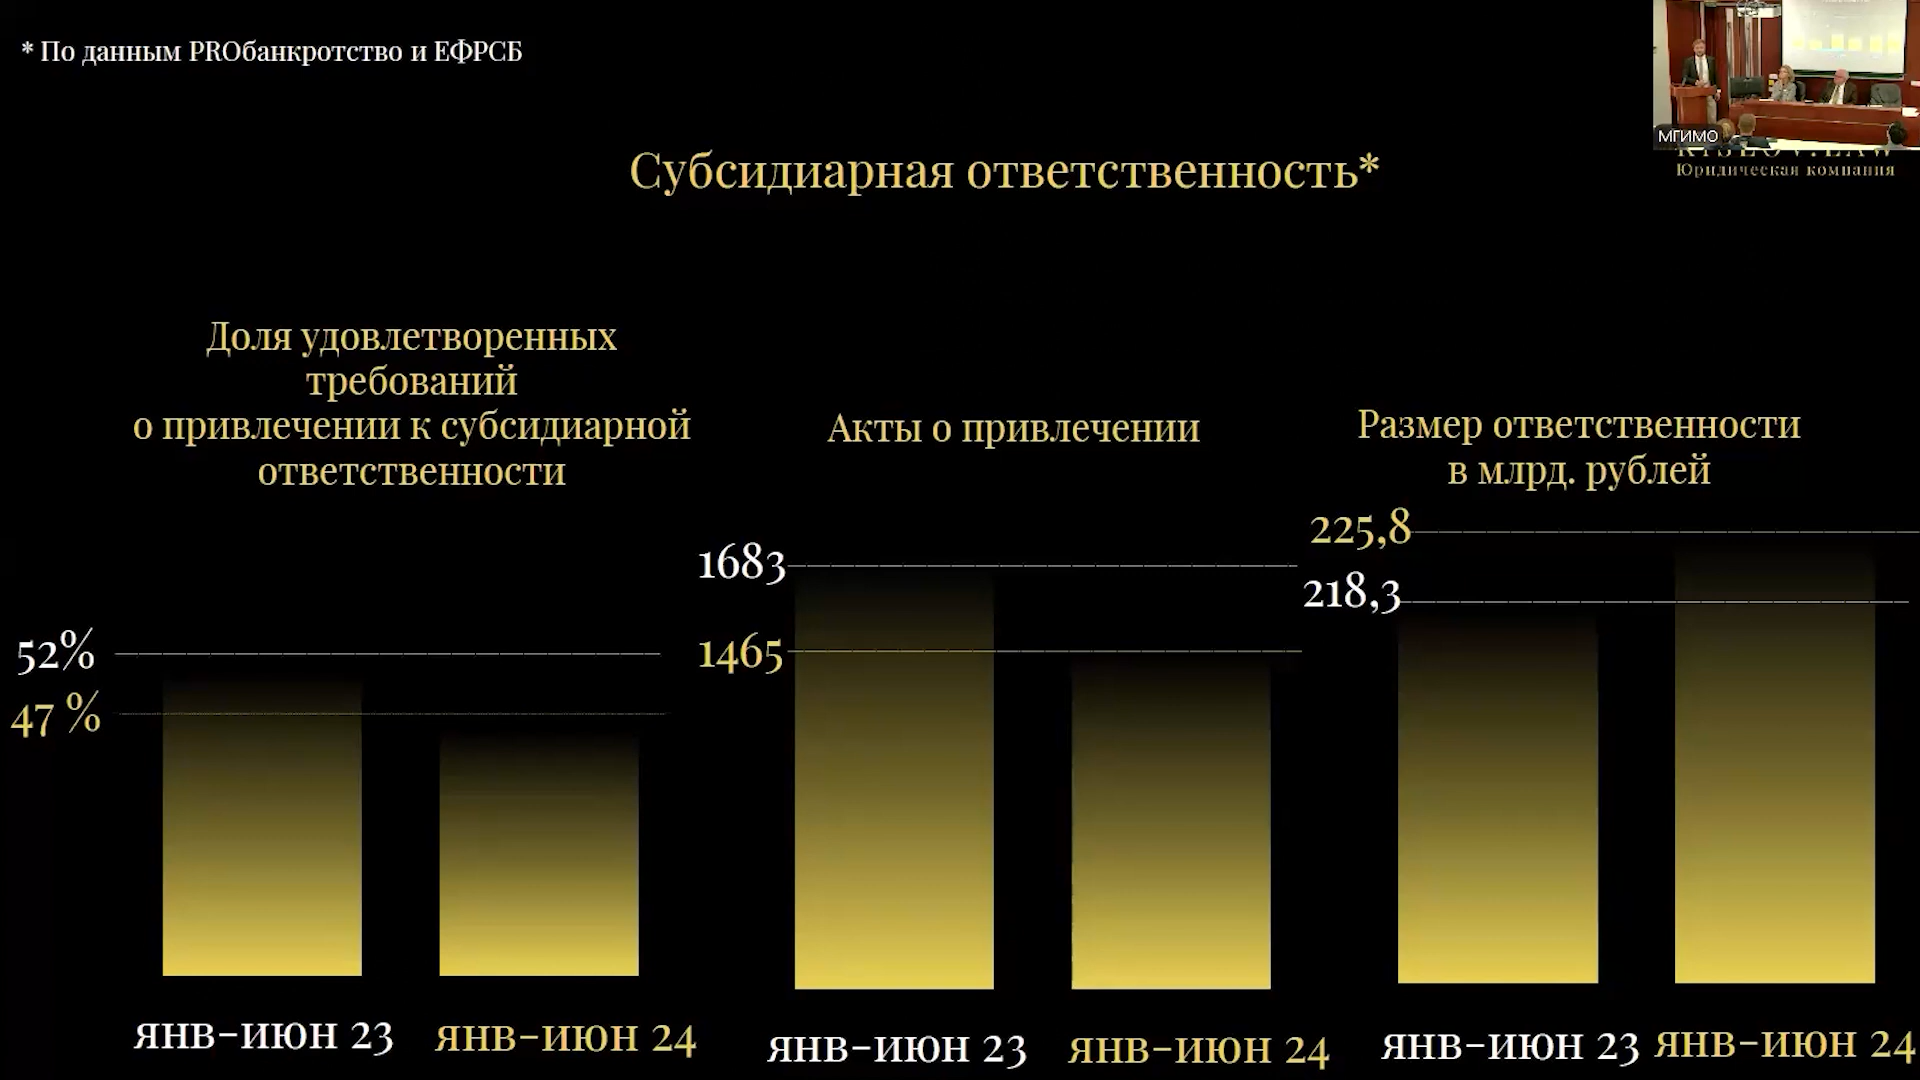 * По данным PROбанкротство и ЕФРСБ
МГИМО
Юридическая компания
Субсидиарная ответственность*
Доля удовлетворенных
требований
о привлечении к субсидиарной
ответственности
52%
47 %
янв-июн 23
янв-июн 24
Акты о привлечении
1683
1465
янв-июн 23
янв-июн 24
Размер ответственности
в млрд. рублей
225,8
218,3
янв-июн 23
янв-июн 24